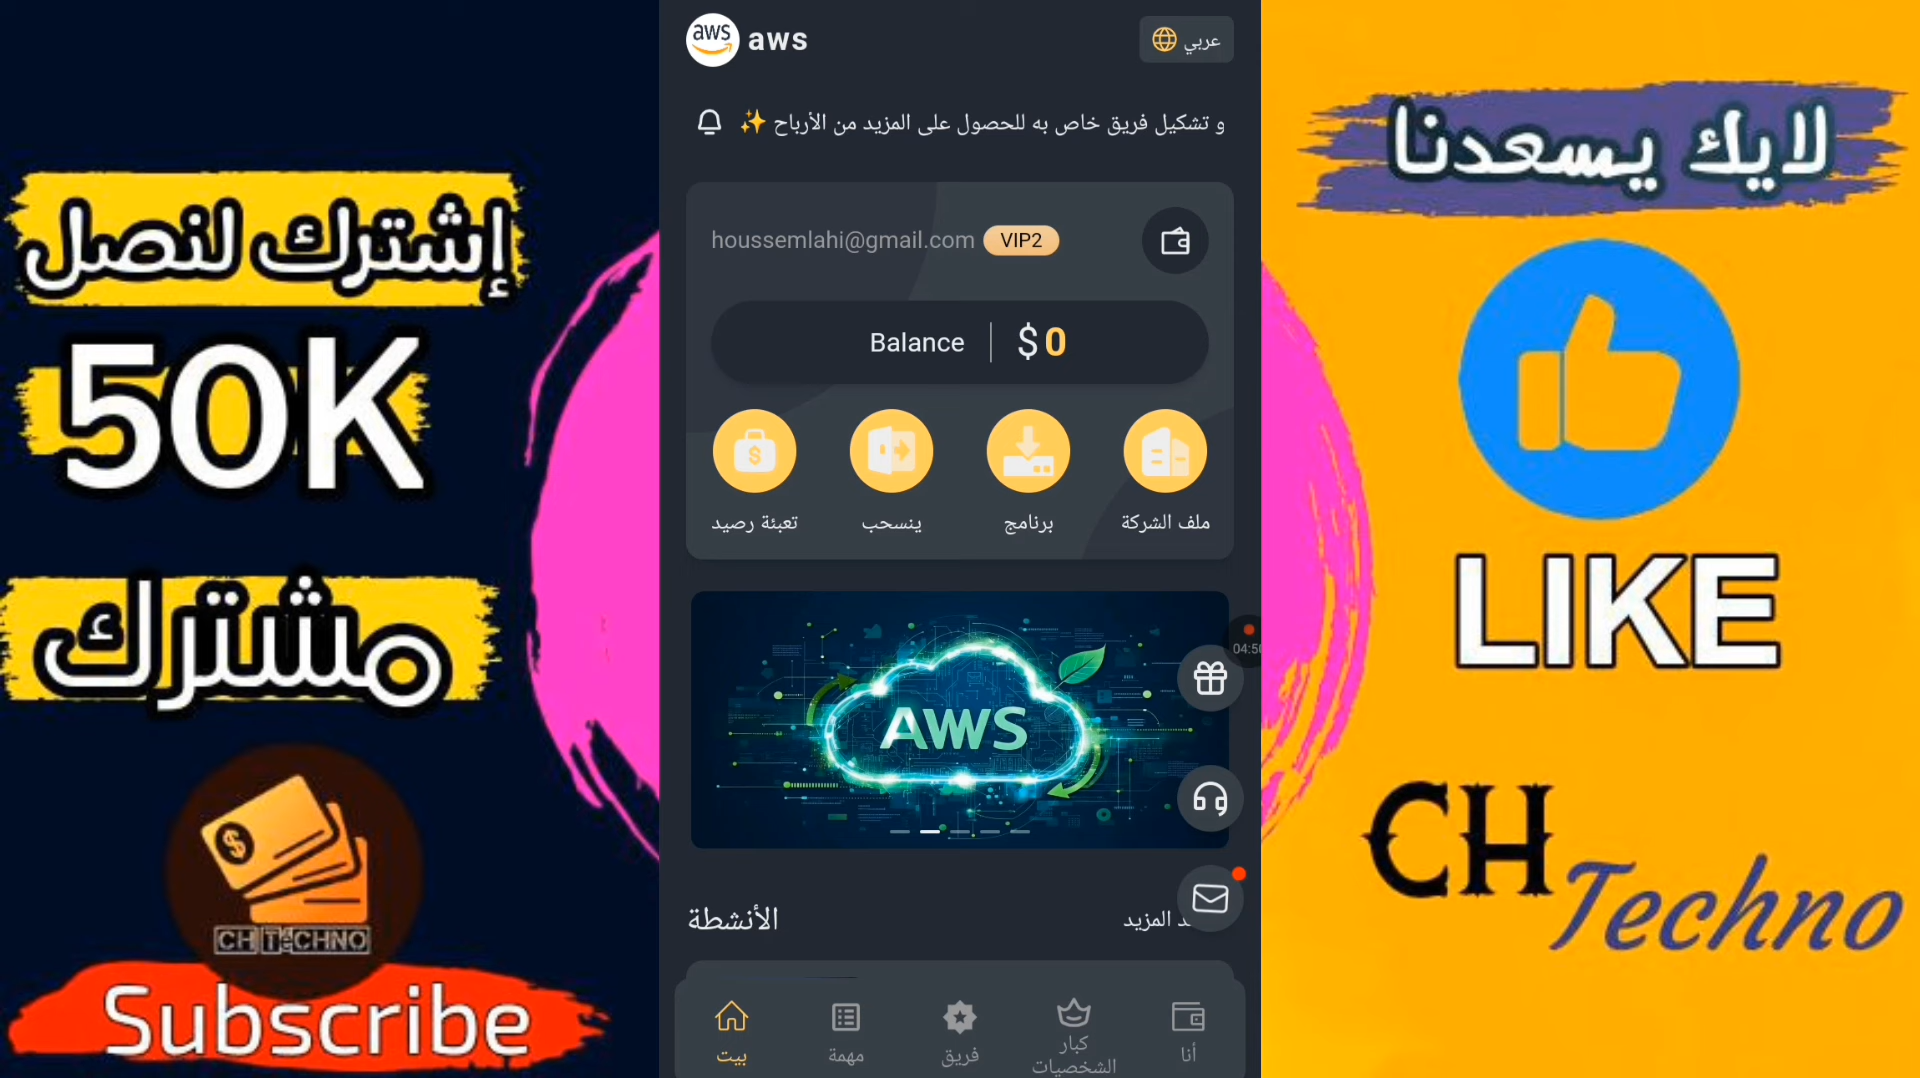 إشترك لنصل
50K
مشترك
CH TeCHNO
Subscribe
aws
aws
عربي
و تشكيل فريق خاص به للحصول على المزيد من الأرباح ✨
houssemlahi@gmail.com
VIP2
Balance | $ 0
تعبئة رصيد
ينسحب
برنامج
ملف الشركة
AWS
04:50
الأنشطة
المزيد
بيت
مهمة
فريق
كبار
الشخصيات
أنا
لايك يسعدنا
LIKE
CH
Techno